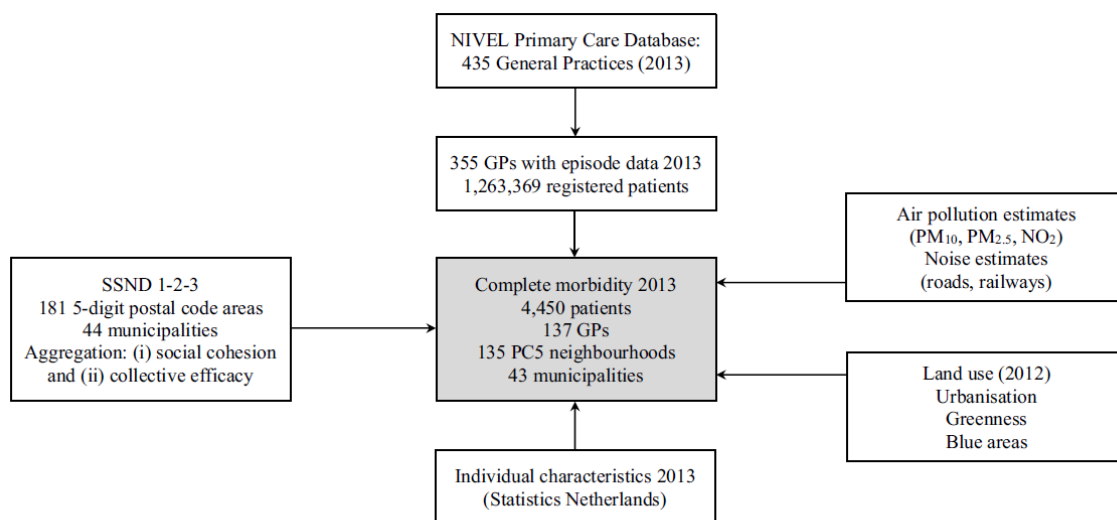 NIVEL Primary Care Database:
435 General Practices (2013)
355 GPs with episode data 2013
1,263,369 registered patients
Air pollution estimates
(PM₁₀, PM₂.₅, NO₂)
Noise estimates
(roads, railways)
SSND 1-2-3
181 5-digit postal code areas
44 municipalities
Aggregation: (i) social cohesion
and (ii) collective efficacy
Complete morbidity 2013
4,450 patients
137 GPs
135 PC5 neighbourhoods
43 municipalities
Land use (2012)
Urbanisation
Greenness
Blue areas
Individual characteristics 2013
(Statistics Netherlands)